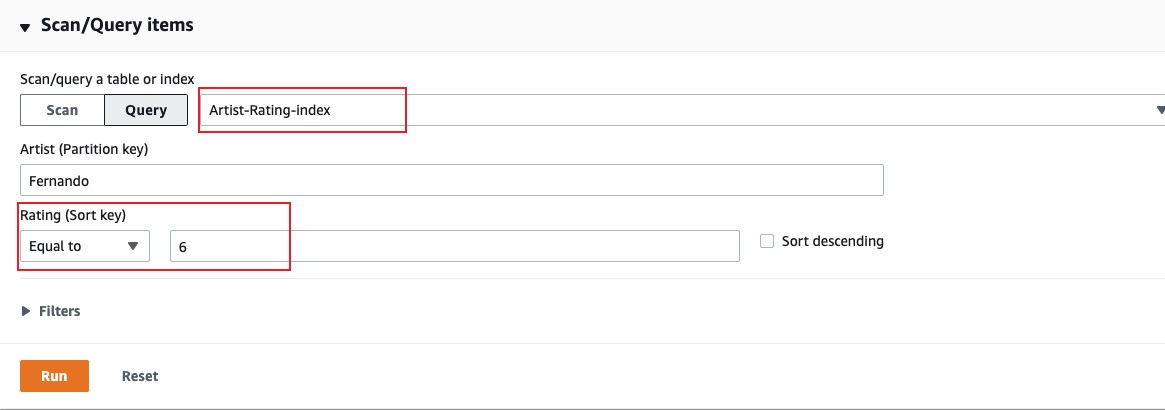 Scan/Query items
Scan/query a table or index
Scan Query Artist-Rating-index
Artist (Partition key)
Fernando
Rating (Sort key)
Equal to 6 Sort descending
Filters
Run Reset